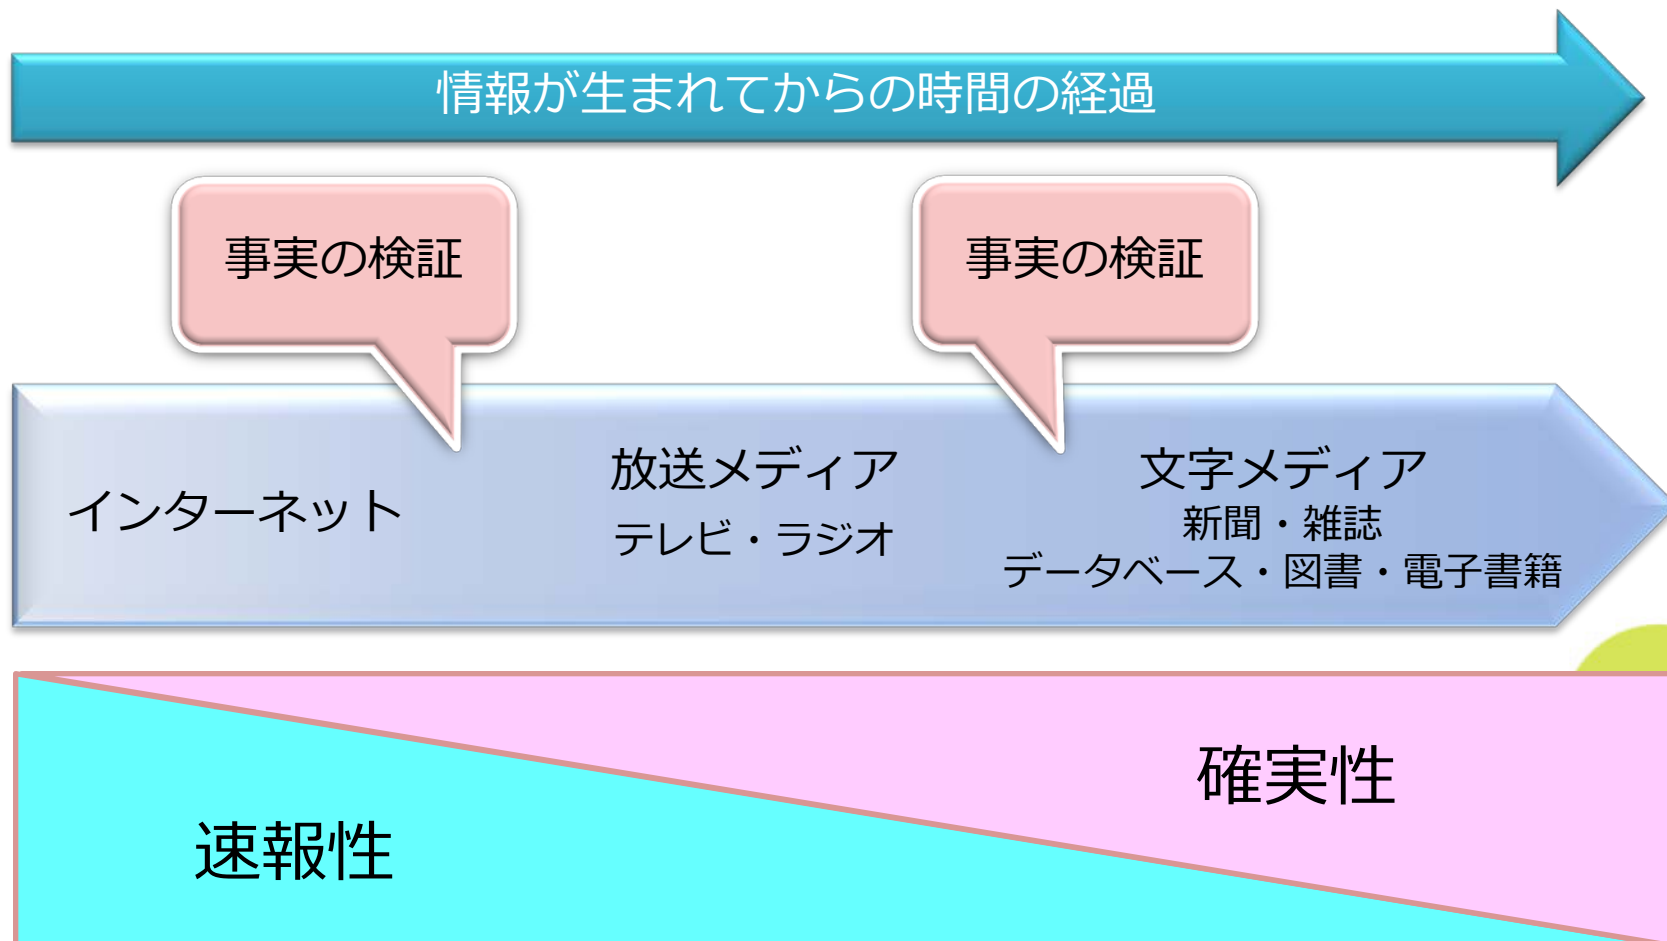 情報が生まれてからの時間の経過
事実の検証
事実の検証
インターネット
放送メディア
テレビ・ラジオ
文字メディア
新聞・雑誌
データベース・図書・電子書籍
確実性
速報性